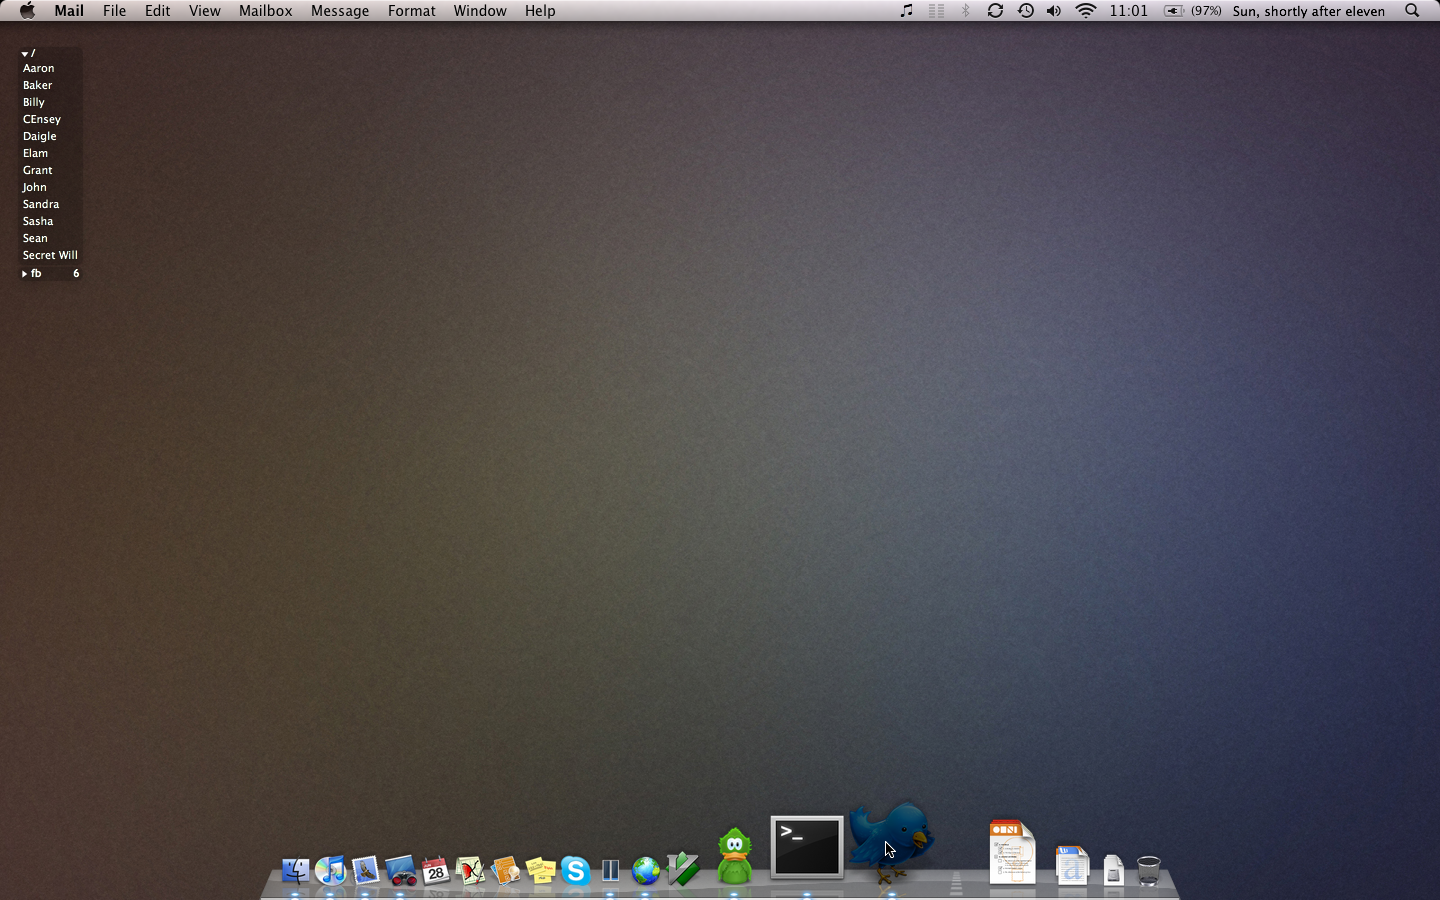 Mail File Edit View Mailbox Message Format Window Help 11:01 (97%) Sun, shortly after eleven
/
Aaron
Baker
Billy
CEnsey
Daigle
Elam
Grant
John
Sandra
Sasha
Sean
Secret Will
fb 6
>_
28
S
W
a